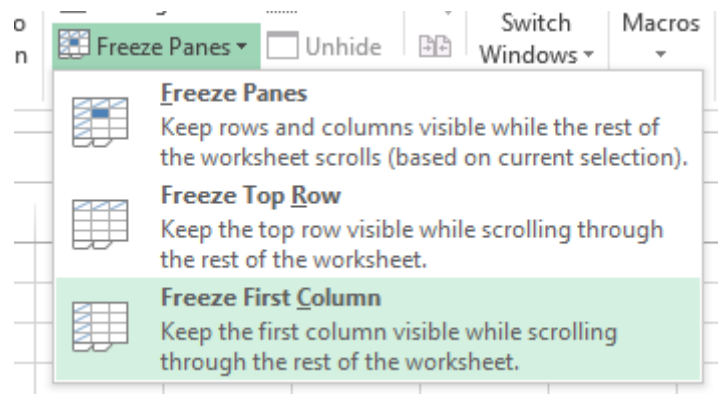 o
n
Freeze Panes
Unhide
Switch
Windows
Macros
Freeze Panes
Keep rows and columns visible while the rest of
the worksheet scrolls (based on current selection).
Freeze Top Row
Keep the top row visible while scrolling through
the rest of the worksheet.
Freeze First Column
Keep the first column visible while scrolling
through the rest of the worksheet.